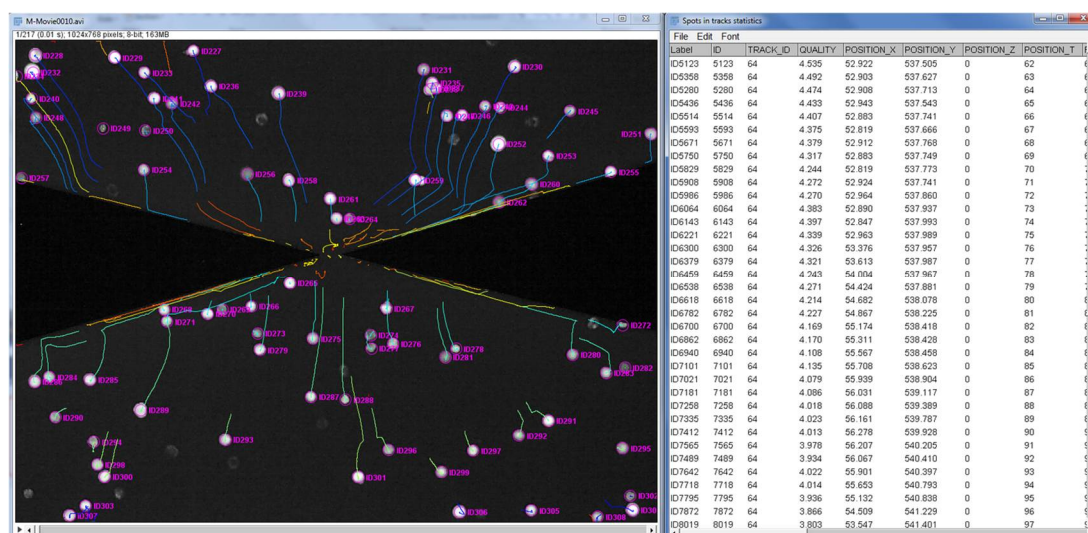 M-Movie0010.avi
1/217 (0.01 s); 1024x768 pixels; 8-bit; 163MB
ID228
ID229
ID227
ID232
ID233
ID231
ID230
ID235
ID238
ID239
ID240
ID241
ID242
ID244
ID245
ID246
ID248
ID249
ID250
ID251
ID252
ID253
ID254
ID255
ID256
ID257
ID258
ID259
ID260
ID261
ID262
ID264
ID265
ID266
ID267
ID270
ID271
ID272
ID273
ID275
ID276
ID278
ID279
ID280
ID281
ID282
ID283
ID284
ID285
ID287
ID288
ID289
ID290
ID291
ID292
ID293
ID294
ID295
ID296
ID297
ID298
ID299
ID300
ID301
ID303
ID305
ID306
ID307
ID308
Spots in tracks statistics
File Edit Font
Label ID TRACK_ID QUALITY POSITION_X POSITION_Y POSITION_Z POSITION_T
ID5123 5123 64 4.535 52.922 537.505 0 62
ID5358 5358 64 4.492 52.903 537.627 0 63
ID5280 5280 64 4.474 52.908 537.713 0 64
ID5436 5436 64 4.433 52.943 537.543 0 65
ID5514 5514 64 4.407 52.883 537.741 0 66
ID5593 5593 64 4.375 52.819 537.666 0 67
ID5671 5671 64 4.379 52.912 537.768 0 68
ID5750 5750 64 4.317 52.883 537.749 0 69
ID5829 5829 64 4.244 52.819 537.773 0 70
ID5908 5908 64 4.272 52.924 537.741 0 71
ID5986 5986 64 4.270 52.964 537.860 0 72
ID6064 6064 64 4.383 52.890 537.937 0 73
ID6143 6143 64 4.397 52.847 537.993 0 74
ID6221 6221 64 4.339 52.963 537.989 0 75
ID6300 6300 64 4.326 53.376 537.957 0 76
ID6379 6379 64 4.321 53.613 537.987 0 77
ID6459 6459 64 4.243 54.004 537.967 0 78
ID6538 6538 64 4.271 54.424 537.881 0 79
ID6618 6618 64 4.214 54.682 538.078 0 80
ID6782 6782 64 4.227 54.867 538.225 0 81
ID6700 6700 64 4.169 55.174 538.418 0 82
ID6862 6862 64 4.170 55.311 538.428 0 83
ID6940 6940 64 4.108 55.567 538.458 0 84
ID7101 7101 64 4.135 55.708 538.623 0 85
ID7021 7021 64 4.079 55.939 538.904 0 86
ID7181 7181 64 4.086 56.031 539.117 0 87
ID7258 7258 64 4.018 56.088 539.389 0 88
ID7335 7335 64 4.023 56.161 539.787 0 89
ID7412 7412 64 4.013 56.278 539.928 0 90
ID7565 7565 64 3.978 56.207 540.205 0 91
ID7489 7489 64 3.934 56.067 540.410 0 92
ID7642 7642 64 4.022 55.901 540.397 0 93
ID7718 7718 64 4.014 55.653 540.793 0 94
ID7795 7795 64 3.936 55.132 540.838 0 95
ID7872 7872 64 3.866 54.509 541.229 0 96
ID8019 8019 64 3.803 53.547 541.401 0 97